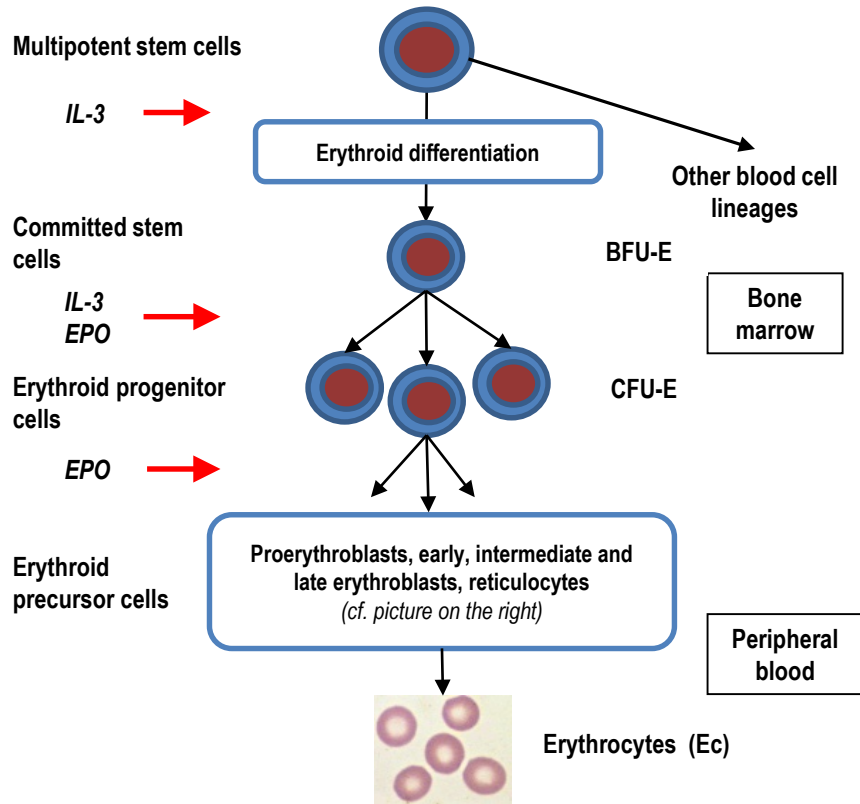 Multipotent stem cells
IL-3
Erythroid differentiation
Other blood cell
lineages
Committed stem
cells
BFU-E
IL-3
EPO
Bone
marrow
Erythroid progenitor
cells
CFU-E
EPO
Proerythroblasts, early, intermediate and
late erythroblasts, reticulocytes
(cf. picture on the right)
Erythroid
precursor cells
Peripheral
blood
Erythrocytes (Ec)